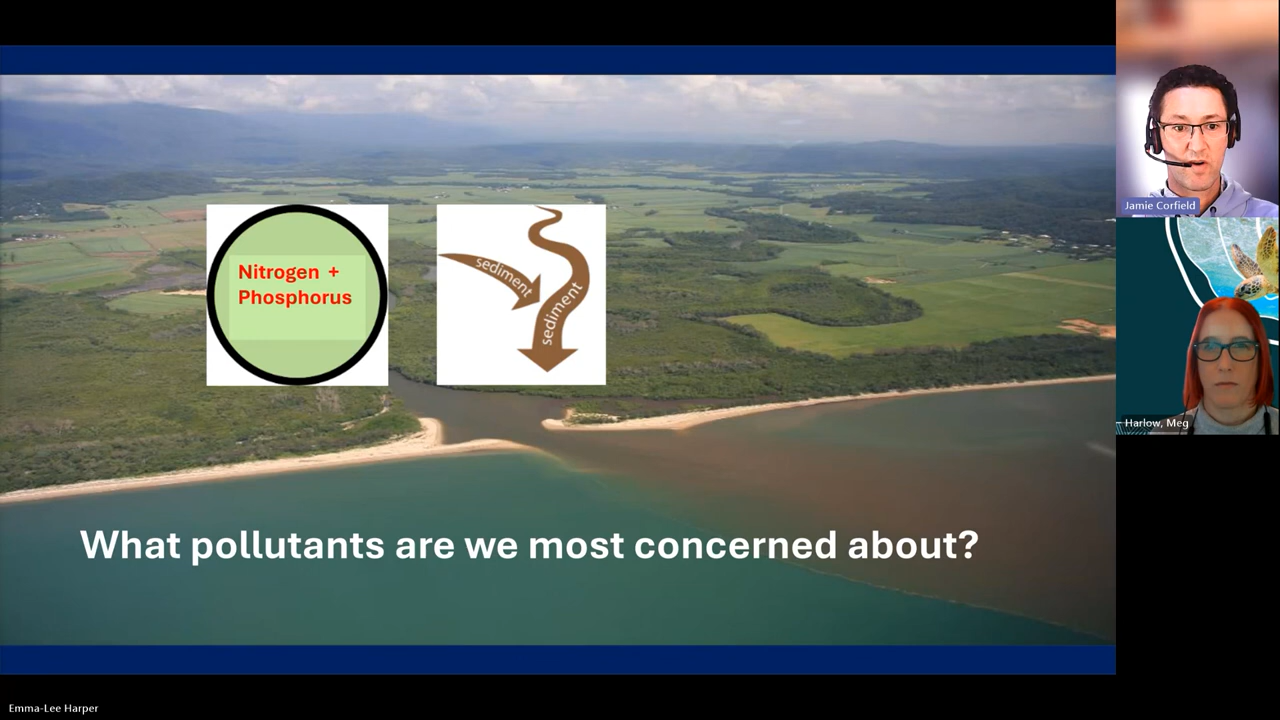 Nitrogen +
Phosphorus
sediment
sediment
What pollutants are we most concerned about?
Jamie Corfield
Harlow, Meg
Emma-Lee Harper